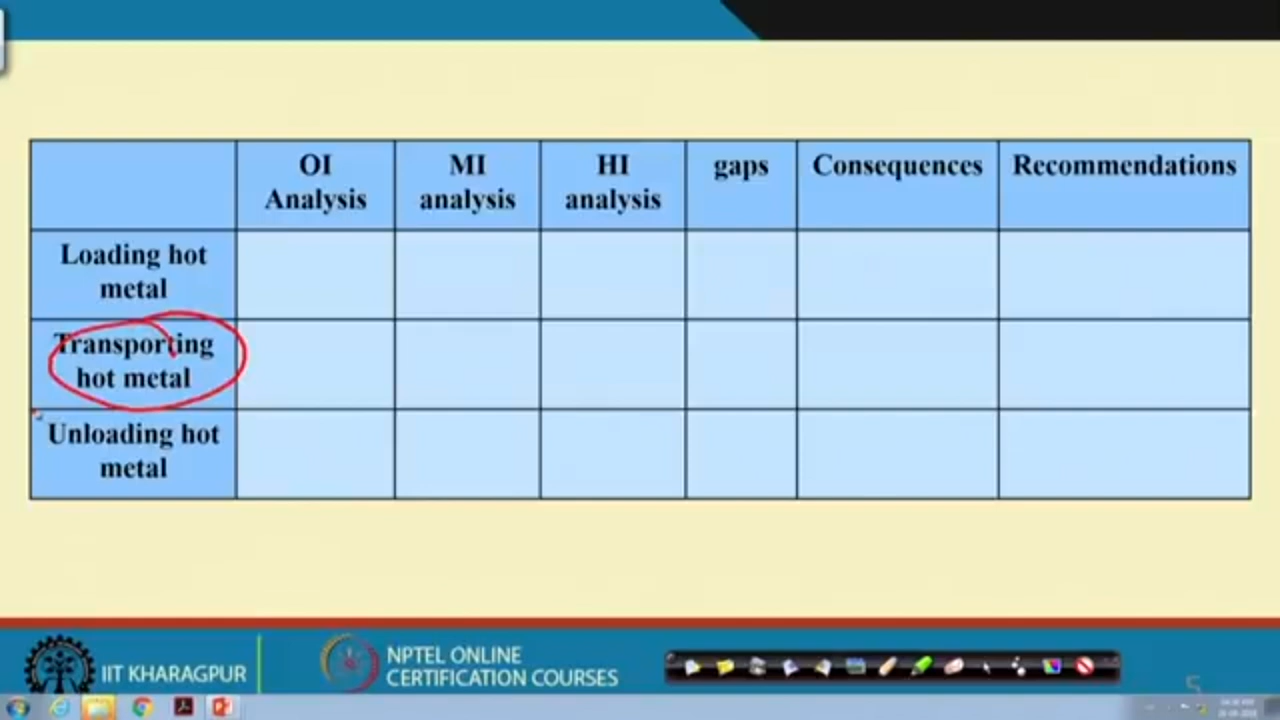 OI
Analysis
MI
analysis
HI
analysis
gaps
Consequences
Recommendations
Loading hot
metal
Transporting
hot metal
Unloading hot
metal
IIT KHARAGPUR
NPTEL ONLINE
CERTIFICATION COURSES
5